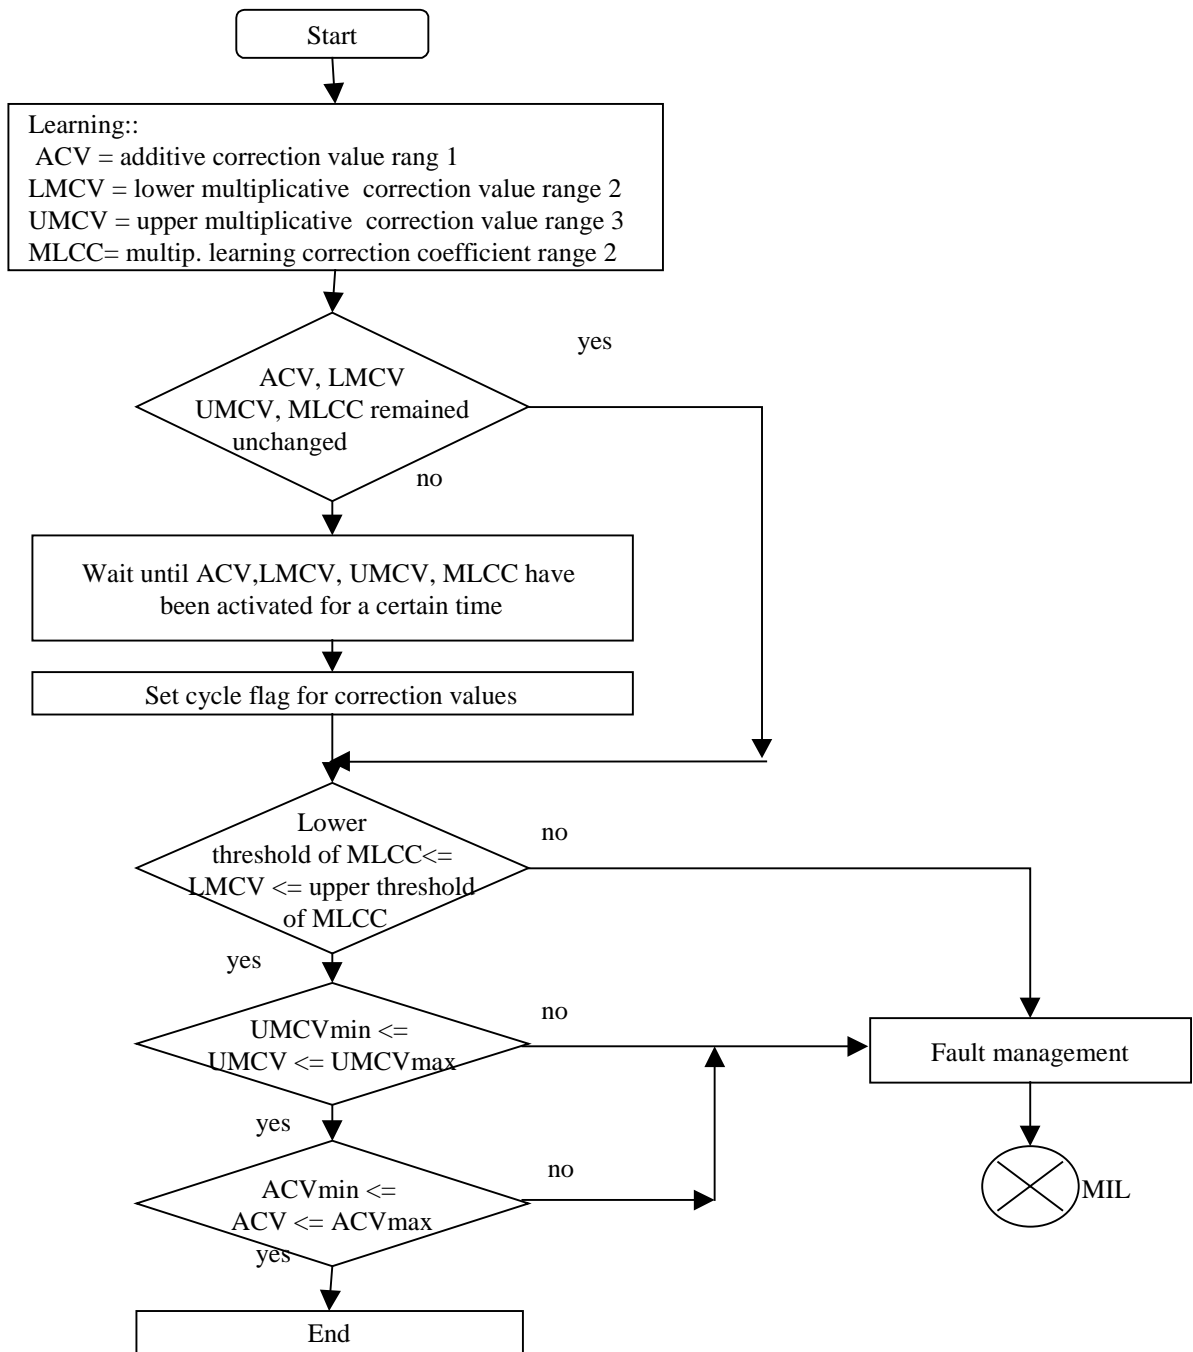 Start
Learning::
ACV = additive correction value rang 1
LMCV = lower multiplicative correction value range 2
UMCV = upper multiplicative correction value range 3
MLCC= multip. learning correction coefficient range 2
yes
ACV, LMCV
UMCV, MLCC remained
unchanged
no
Wait until ACV,LMCV, UMCV, MLCC have
been activated for a certain time
Set cycle flag for correction values
Lower
threshold of MLCC<=
LMCV <= upper threshold
of MLCC
no
yes
UMCVmin <=
UMCV <= UMCVmax
no
Fault management
yes
ACVmin <=
ACV <= ACVmax
no
MIL
yes
End